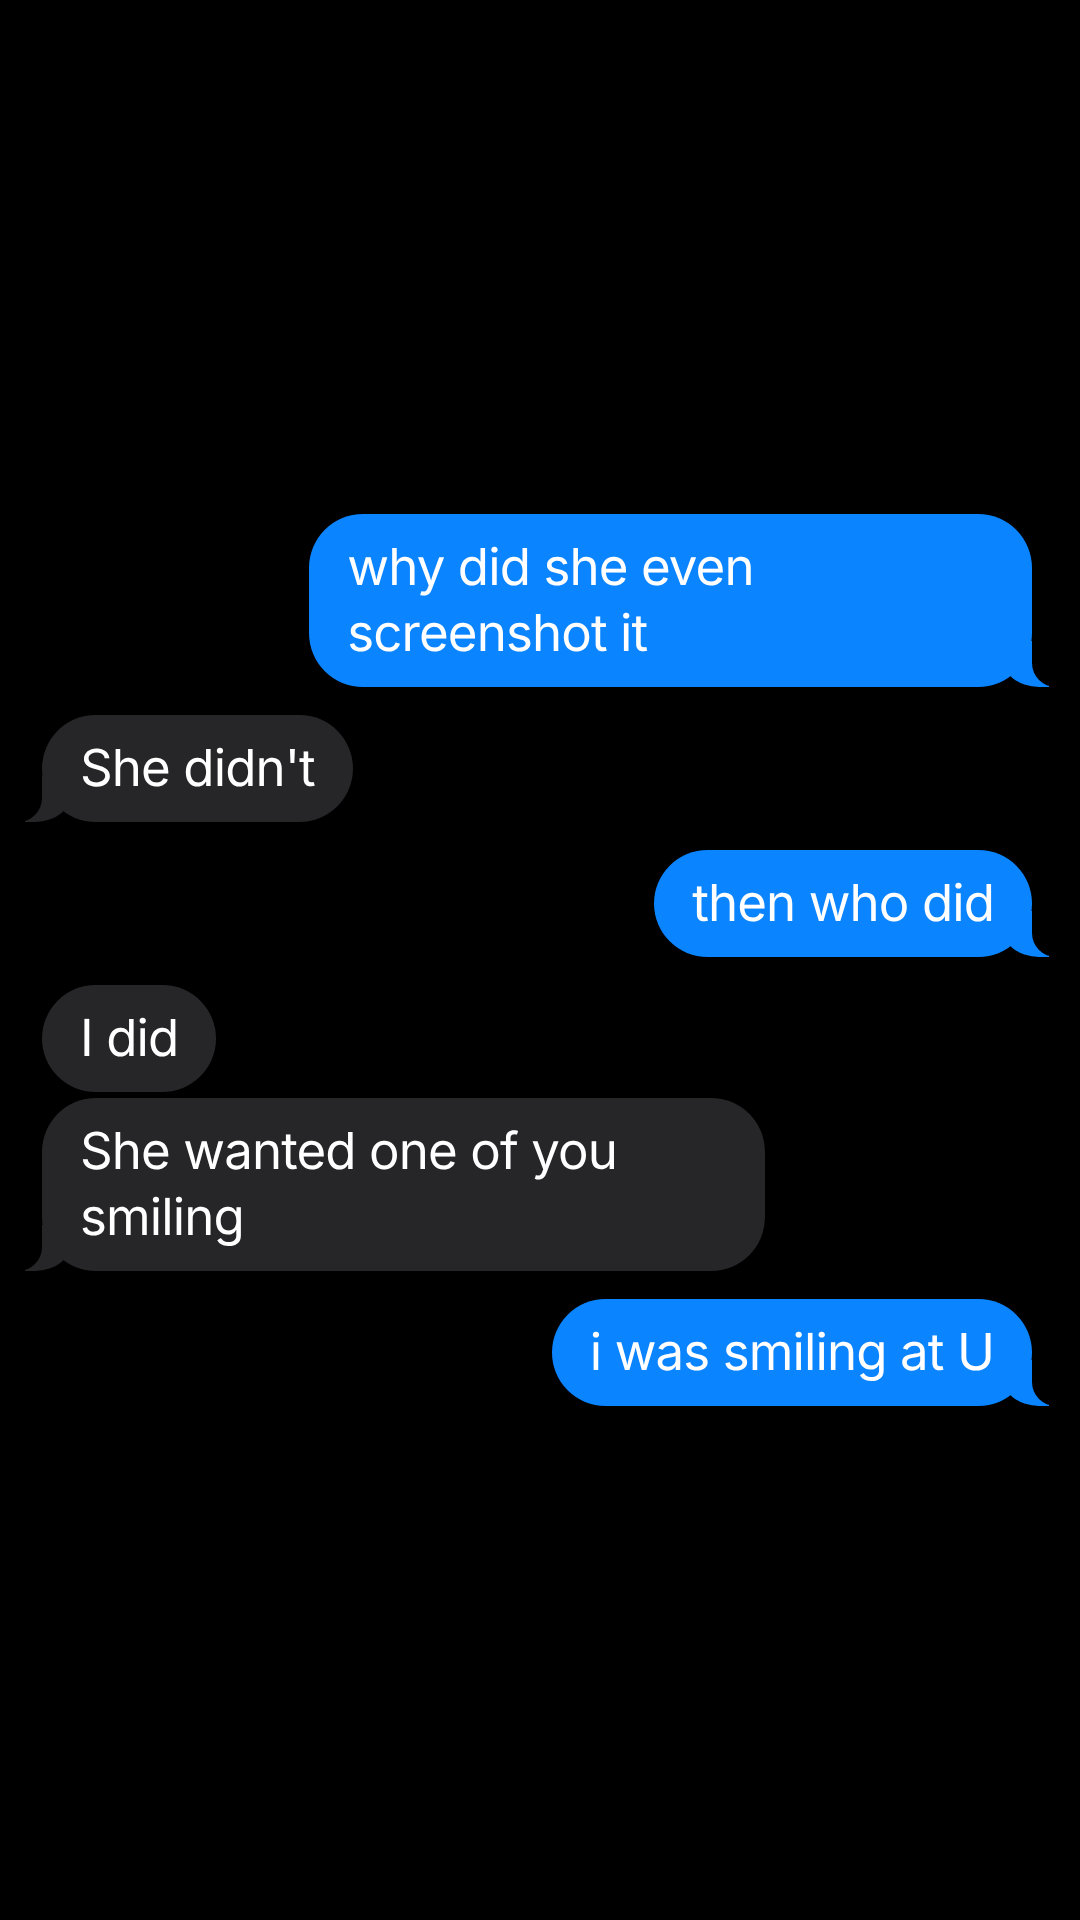 why did she even
screenshot it
She didn't
then who did
I did
She wanted one of you
smiling
i was smiling at U